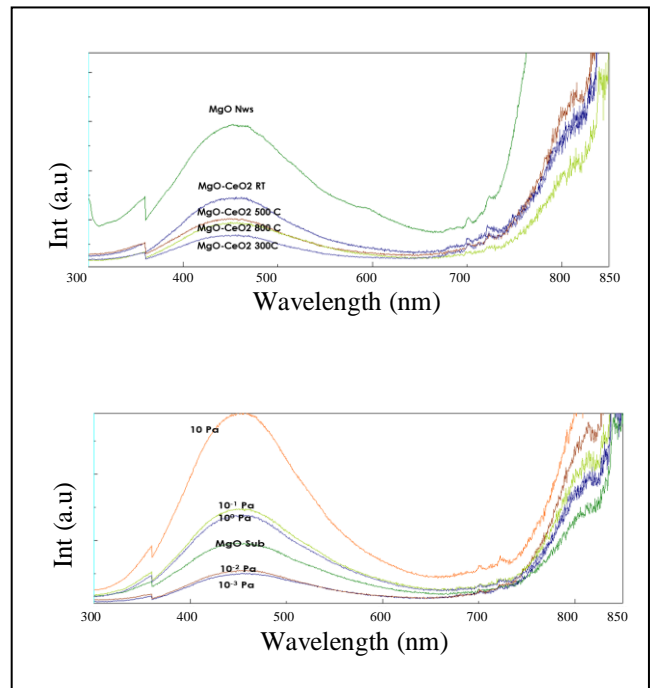 MgO Nws
MgO-CeO2 RT
MgO-CeO2 500 C
MgO-CeO2 800 C
MgO-CeO2 300C
Int (a.u)
300 400 500 600 700 800 850
Wavelength (nm)
10 Pa
10⁻¹ Pa
10⁰ Pa
MgO Sub
10⁻² Pa
10⁻³ Pa
Int (a.u)
300 400 500 600 700 800 850
Wavelength (nm)